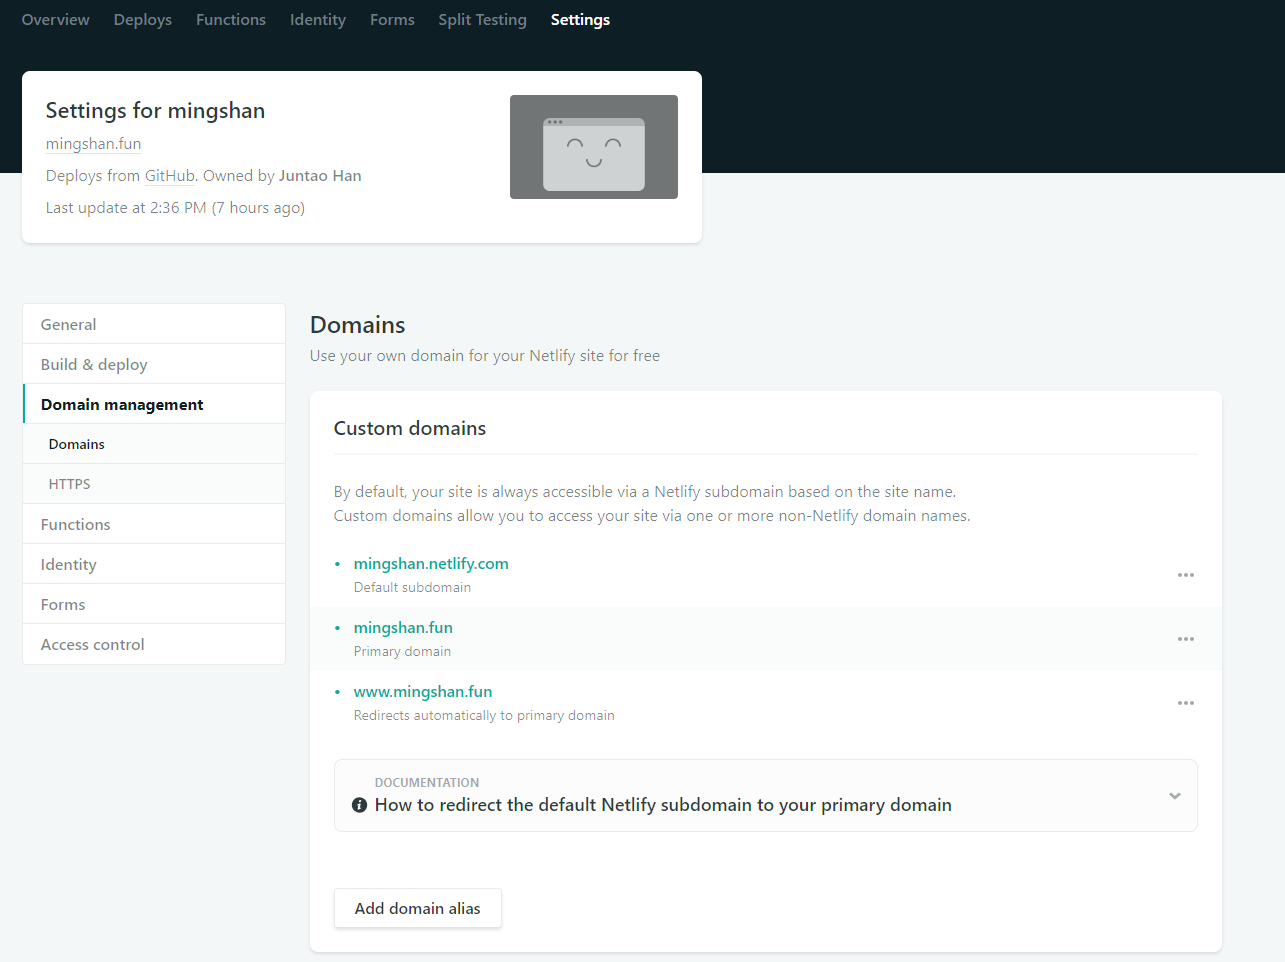 Overview Deploys Functions Identity Forms Split Testing Settings
Settings for mingshan
mingshan.fun
Deploys from GitHub. Owned by Juntao Han
Last update at 2:36 PM (7 hours ago)
General
Build & deploy
Domain management
Domains
HTTPS
Functions
Identity
Forms
Access control
Domains
Use your own domain for your Netlify site for free
Custom domains
By default, your site is always accessible via a Netlify subdomain based on the site name.
Custom domains allow you to access your site via one or more non-Netlify domain names.
• mingshan.netlify.com
Default subdomain
• mingshan.fun
Primary domain
• www.mingshan.fun
Redirects automatically to primary domain
DOCUMENTATION
How to redirect the default Netlify subdomain to your primary domain
Add domain alias